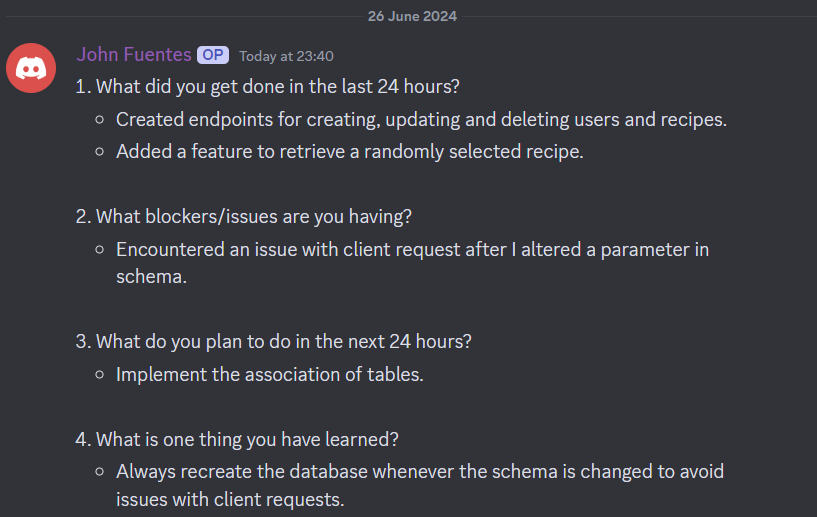 26 June 2024
John Fuentes OP Today at 23:40
1. What did you get done in the last 24 hours?
◦ Created endpoints for creating, updating and deleting users and recipes.
◦ Added a feature to retrieve a randomly selected recipe.
2. What blockers/issues are you having?
◦ Encountered an issue with client request after I altered a parameter in
schema.
3. What do you plan to do in the next 24 hours?
◦ Implement the association of tables.
4. What is one thing you have learned?
◦ Always recreate the database whenever the schema is changed to avoid
issues with client requests.